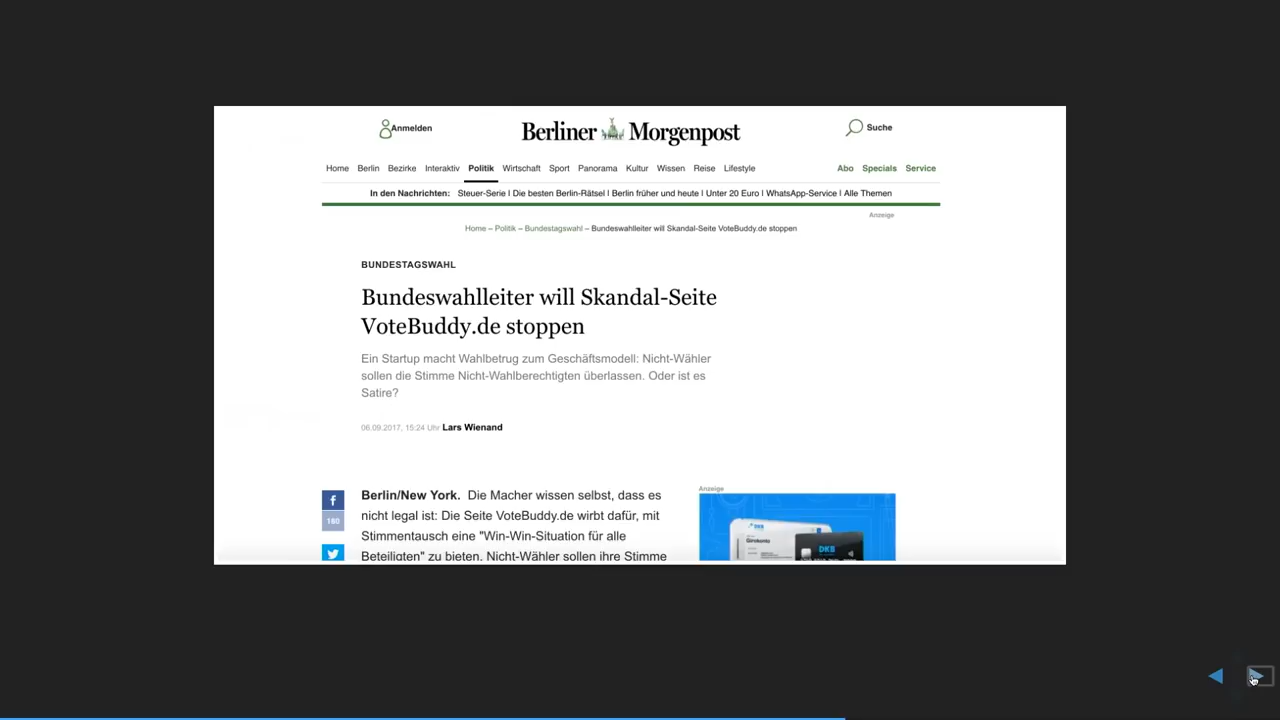 Anmelden
Berliner Morgenpost
Suche
Home Berlin Bezirke Interaktiv Politik Wirtschaft Sport Panorama Kultur Wissen Reise Lifestyle Abo Specials Service
In den Nachrichten: Steuer-Serie | Die besten Berlin-Rätsel | Berlin früher und heute | Unter 20 Euro | WhatsApp-Service | Alle Themen
Anzeige
Home – Politik – Bundestagswahl – Bundeswahlleiter will Skandal-Seite VoteBuddy.de stoppen
BUNDESTAGSWAHL
Bundeswahlleiter will Skandal-Seite
VoteBuddy.de stoppen
Ein Startup macht Wahlbetrug zum Geschäftsmodell: Nicht-Wähler
sollen die Stimme Nicht-Wahlberechtigten überlassen. Oder ist es
Satire?
06.09.2017, 15:24 Uhr Lars Wienand
180
Berlin/New York. Die Macher wissen selbst, dass es
nicht legal ist: Die Seite VoteBuddy.de wirbt dafür, mit
Stimmentausch eine "Win-Win-Situation für alle
Beteiligten" zu bieten. Nicht-Wähler sollen ihre Stimme
Anzeige
DKB
Girokonto
DKB